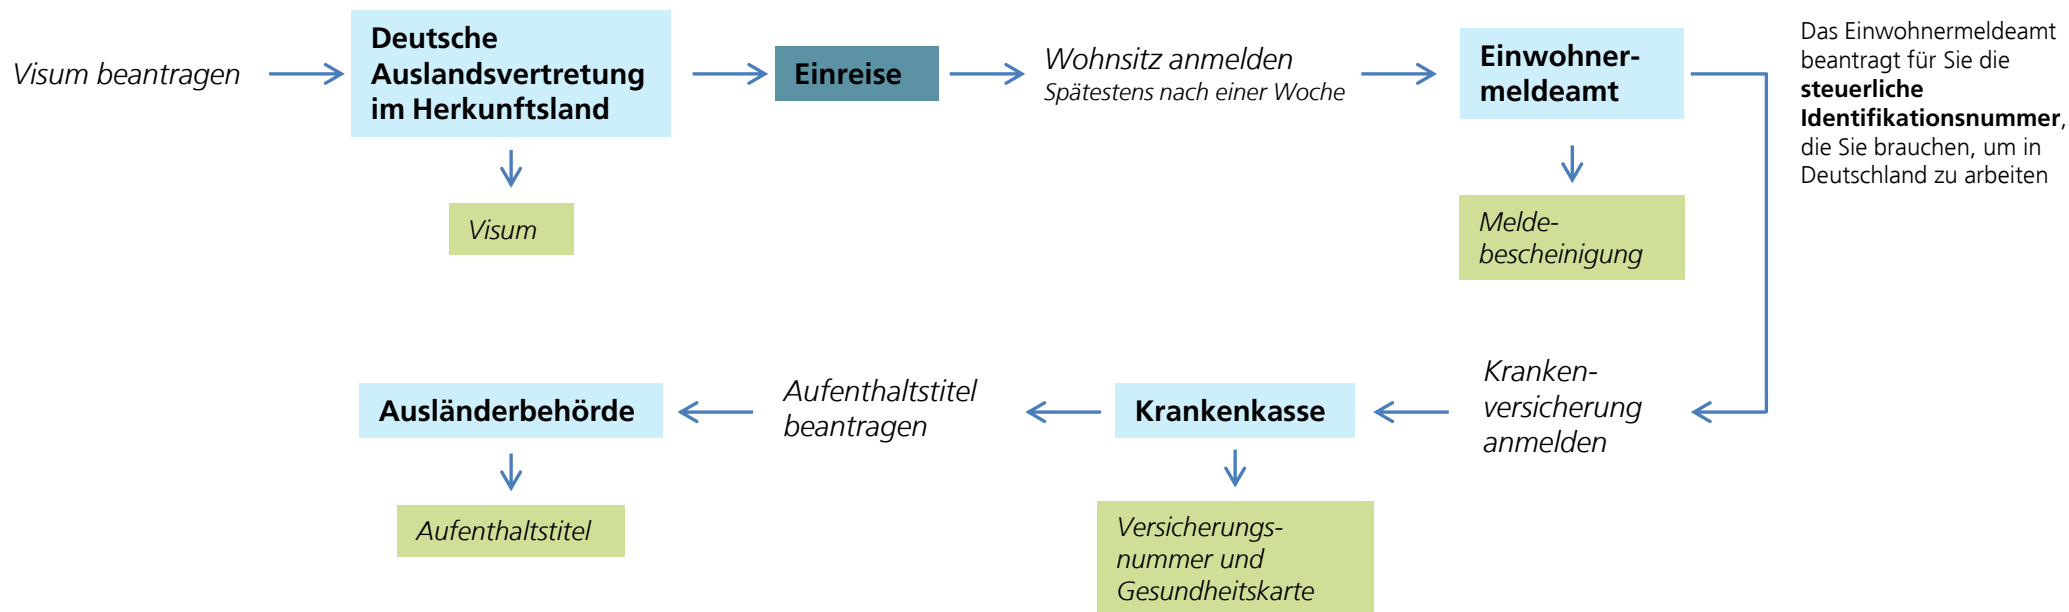 Visum beantragen
Deutsche
Auslandsvertretung
im Herkunftsland
Einreise
Wohnsitz anmelden
Spätestens nach einer Woche
Einwohner-
meldeamt
Das Einwohnermeldeamt
beantragt für Sie die
steuerliche
Identifikationsnummer,
die Sie brauchen, um in
Deutschland zu arbeiten
Visum
Melde-
bescheinigung
Kranken-
versicherung
anmelden
Krankenkasse
Aufenthaltstitel
beantragen
Ausländerbehörde
Versicherungs-
nummer und
Gesundheitskarte
Aufenthaltstitel